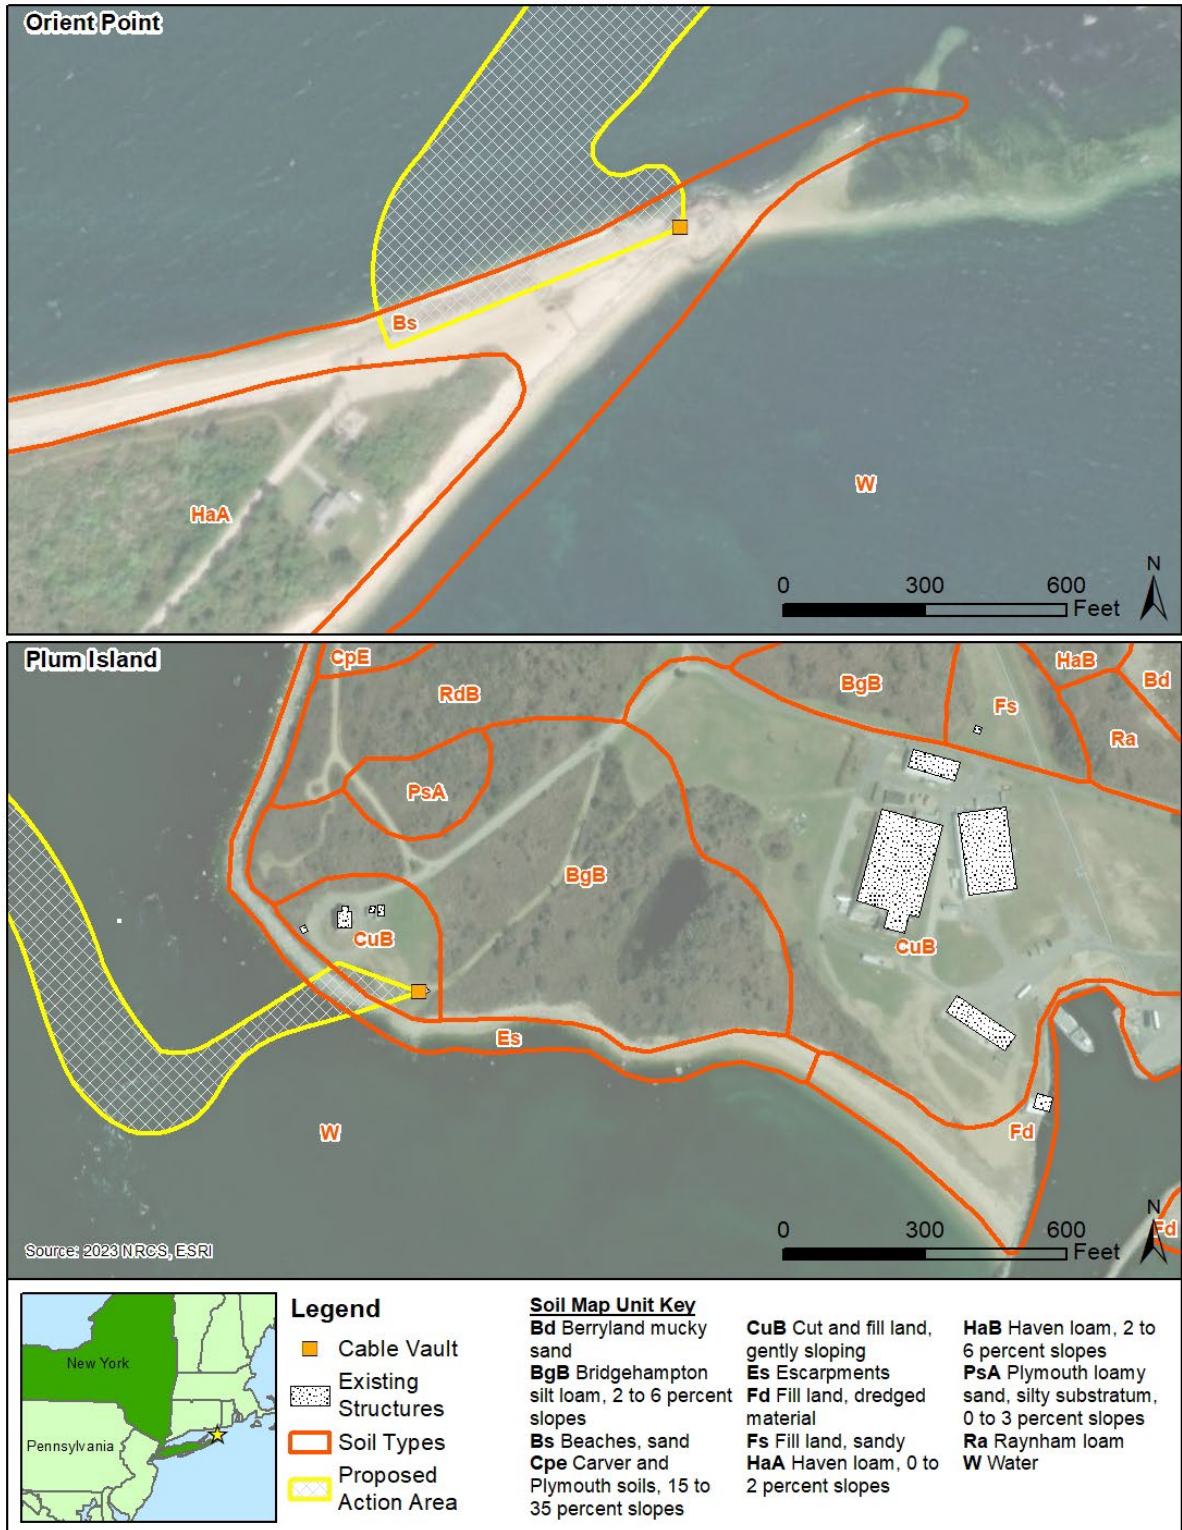 Orient Point
Bs
HaA
W
0 300 600
Feet
N
Plum Island
CpE
RdB
BgB
HaB
Bd
Fs
Ra
PsA
BgB
CuB
CuB
Es
Fd
W
N
Fd
0 300 600
Feet
Source: 2023 NRCS, ESRI
New York
Pennsylvania
Legend
Cable Vault
Existing
Structures
Soil Types
Proposed
Action Area
Soil Map Unit Key
Bd Berryland mucky
sand
BgB Bridgehampton
silt loam, 2 to 6 percent
slopes
Bs Beaches, sand
Cpe Carver and
Plymouth soils, 15 to
35 percent slopes
CuB Cut and fill land,
gently sloping
Es Escarpments
Fd Fill land, dredged
material
Fs Fill land, sandy
HaA Haven loam, 0 to
2 percent slopes
HaB Haven loam, 2 to
6 percent slopes
PsA Plymouth loamy
sand, silty substratum,
0 to 3 percent slopes
Ra Raynham loam
W Water